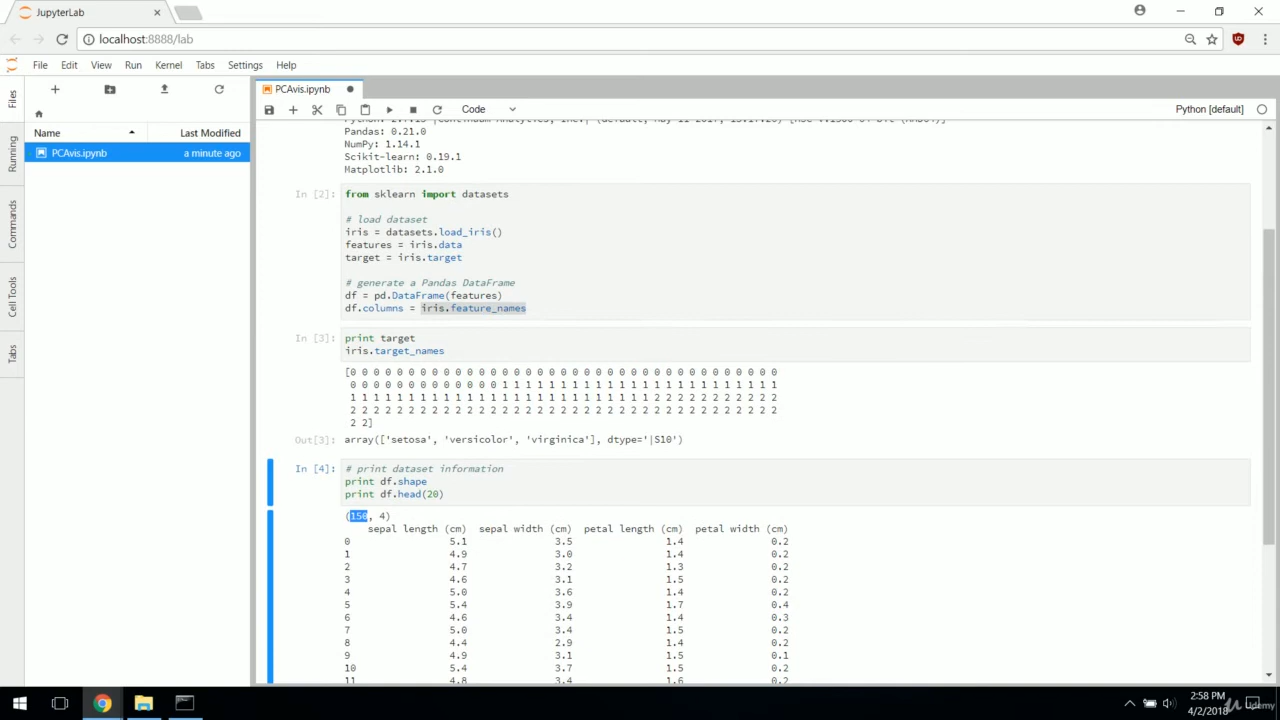 JupyterLab
localhost:8888/lab
File Edit View Run Kernel Tabs Settings Help
Files
Running
Commands
Cell Tools
Tabs
Name Last Modified
PCAvis.ipynb a minute ago
PCAvis.ipynb
Code Python [default]
Pandas: 0.21.0
NumPy: 1.14.1
Scikit-learn: 0.19.1
Matplotlib: 2.1.0
In [2]: from sklearn import datasets
# load dataset
iris = datasets.load_iris()
features = iris.data
target = iris.target
# generate a Pandas DataFrame
df = pd.DataFrame(features)
df.columns = iris.feature_names
In [3]: print target
iris.target_names
[0 0 0 0 0 0 0 0 0 0 0 0 0 0 0 0 0 0 0 0 0 0 0 0 0 0 0 0 0 0 0 0 0 0 0 0 0
0 0 0 0 0 0 0 0 0 0 0 0 0 1 1 1 1 1 1 1 1 1 1 1 1 1 1 1 1 1 1 1 1 1 1 1 1
1 1 1 1 1 1 1 1 1 1 1 1 1 1 1 1 1 1 1 1 1 1 1 1 1 1 2 2 2 2 2 2 2 2 2 2 2
2 2 2 2 2 2 2 2 2 2 2 2 2 2 2 2 2 2 2 2 2 2 2 2 2 2 2 2 2 2 2 2 2 2 2 2 2
2 2]
Out[3]: array(['setosa', 'versicolor', 'virginica'], dtype='|S10')
In [4]: # print dataset information
print df.shape
print df.head(20)
(150, 4)
sepal length (cm) sepal width (cm) petal length (cm) petal width (cm)
0 5.1 3.5 1.4 0.2
1 4.9 3.0 1.4 0.2
2 4.7 3.2 1.3 0.2
3 4.6 3.1 1.5 0.2
4 5.0 3.6 1.4 0.2
5 5.4 3.9 1.7 0.4
6 4.6 3.4 1.4 0.3
7 5.0 3.4 1.5 0.2
8 4.4 2.9 1.4 0.2
9 4.9 3.1 1.5 0.1
10 5.4 3.7 1.5 0.2
11 4.8 3.4 1.6 0.2
2:58 PM
4/2/2018
Udemy